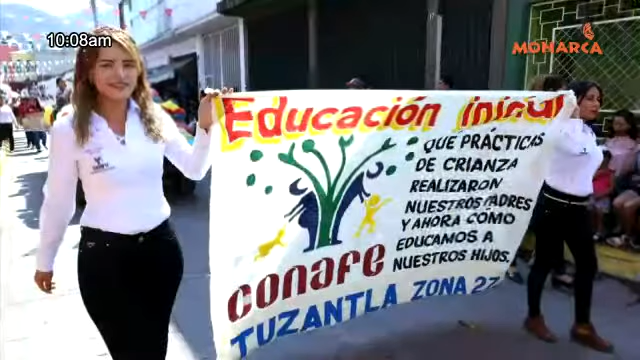 10:08am
MONARCA
Educación inicial
QUE PRÁCTICAS
DE CRIANZA
REALIZARON
NUESTROS PADRES
Y AHORA CÓMO
EDUCAMOS A
NUESTROS HIJOS.
conafe
TUZANTLA ZONA 27